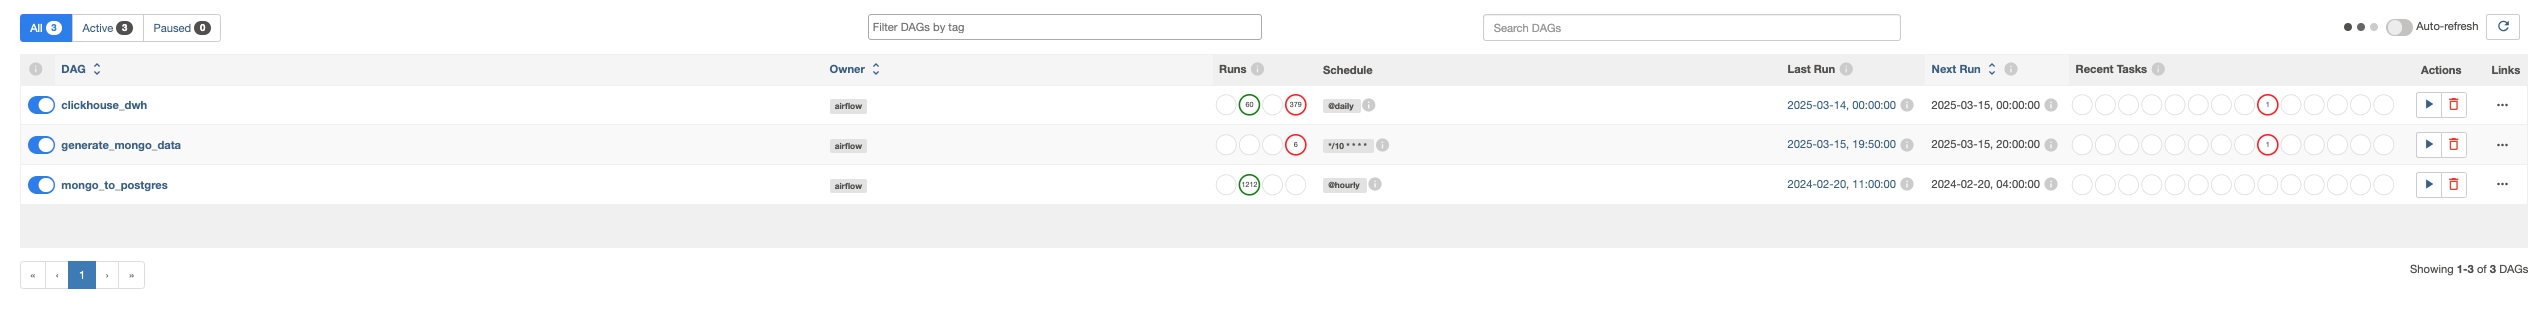 All 3 Active 3 Paused 0 Filter DAGs by tag Search DAGs Auto-refresh
DAG Owner Runs Schedule Last Run Next Run Recent Tasks Actions Links
clickhouse_dwh airflow 60 379 @daily 2025-03-14, 00:00:00 2025-03-15, 00:00:00 1
generate_mongo_data airflow 6 */10 * * * * 2025-03-15, 19:50:00 2025-03-15, 20:00:00 1
mongo_to_postgres airflow 1212 @hourly 2024-02-20, 11:00:00 2024-02-20, 04:00:00
« ‹ 1 › » Showing 1-3 of 3 DAGs